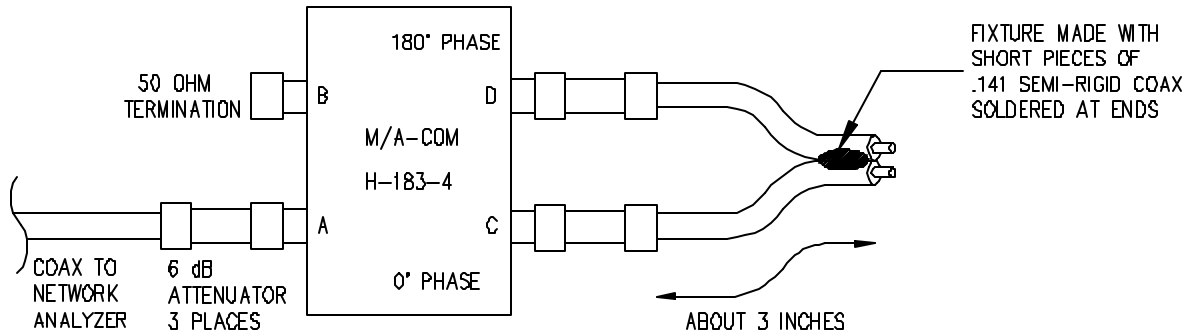 180° PHASE
50 OHM
TERMINATION
B
D
M/A-COM
H-183-4
A
C
0° PHASE
COAX TO
NETWORK
ANALYZER
6 dB
ATTENUATOR
3 PLACES
FIXTURE MADE WITH
SHORT PIECES OF
.141 SEMI-RIGID COAX
SOLDERED AT ENDS
ABOUT 3 INCHES